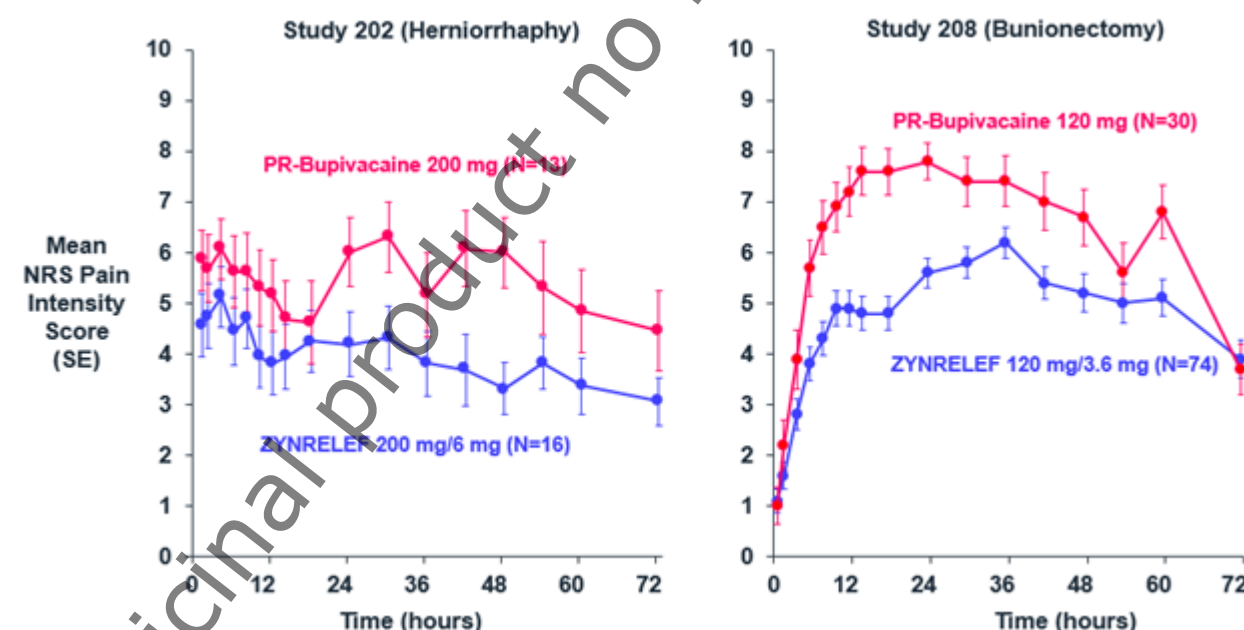 Study 202 (Herniorrhaphy)
10
9
8
7
6
5
4
3
2
1
0
Mean
NRS Pain
Intensity
Score
(SE)
PR-Bupivacaine 200 mg (N=13)
ZYNRELEF 200 mg/6 mg (N=16)
0 12 24 36 48 60 72
Time (hours)
Study 208 (Bunionectomy)
10
9
8
7
6
5
4
3
2
1
0
PR-Bupivacaine 120 mg (N=30)
ZYNRELEF 120 mg/3.6 mg (N=74)
0 12 24 36 48 60 72
Time (hours)
icinal product no